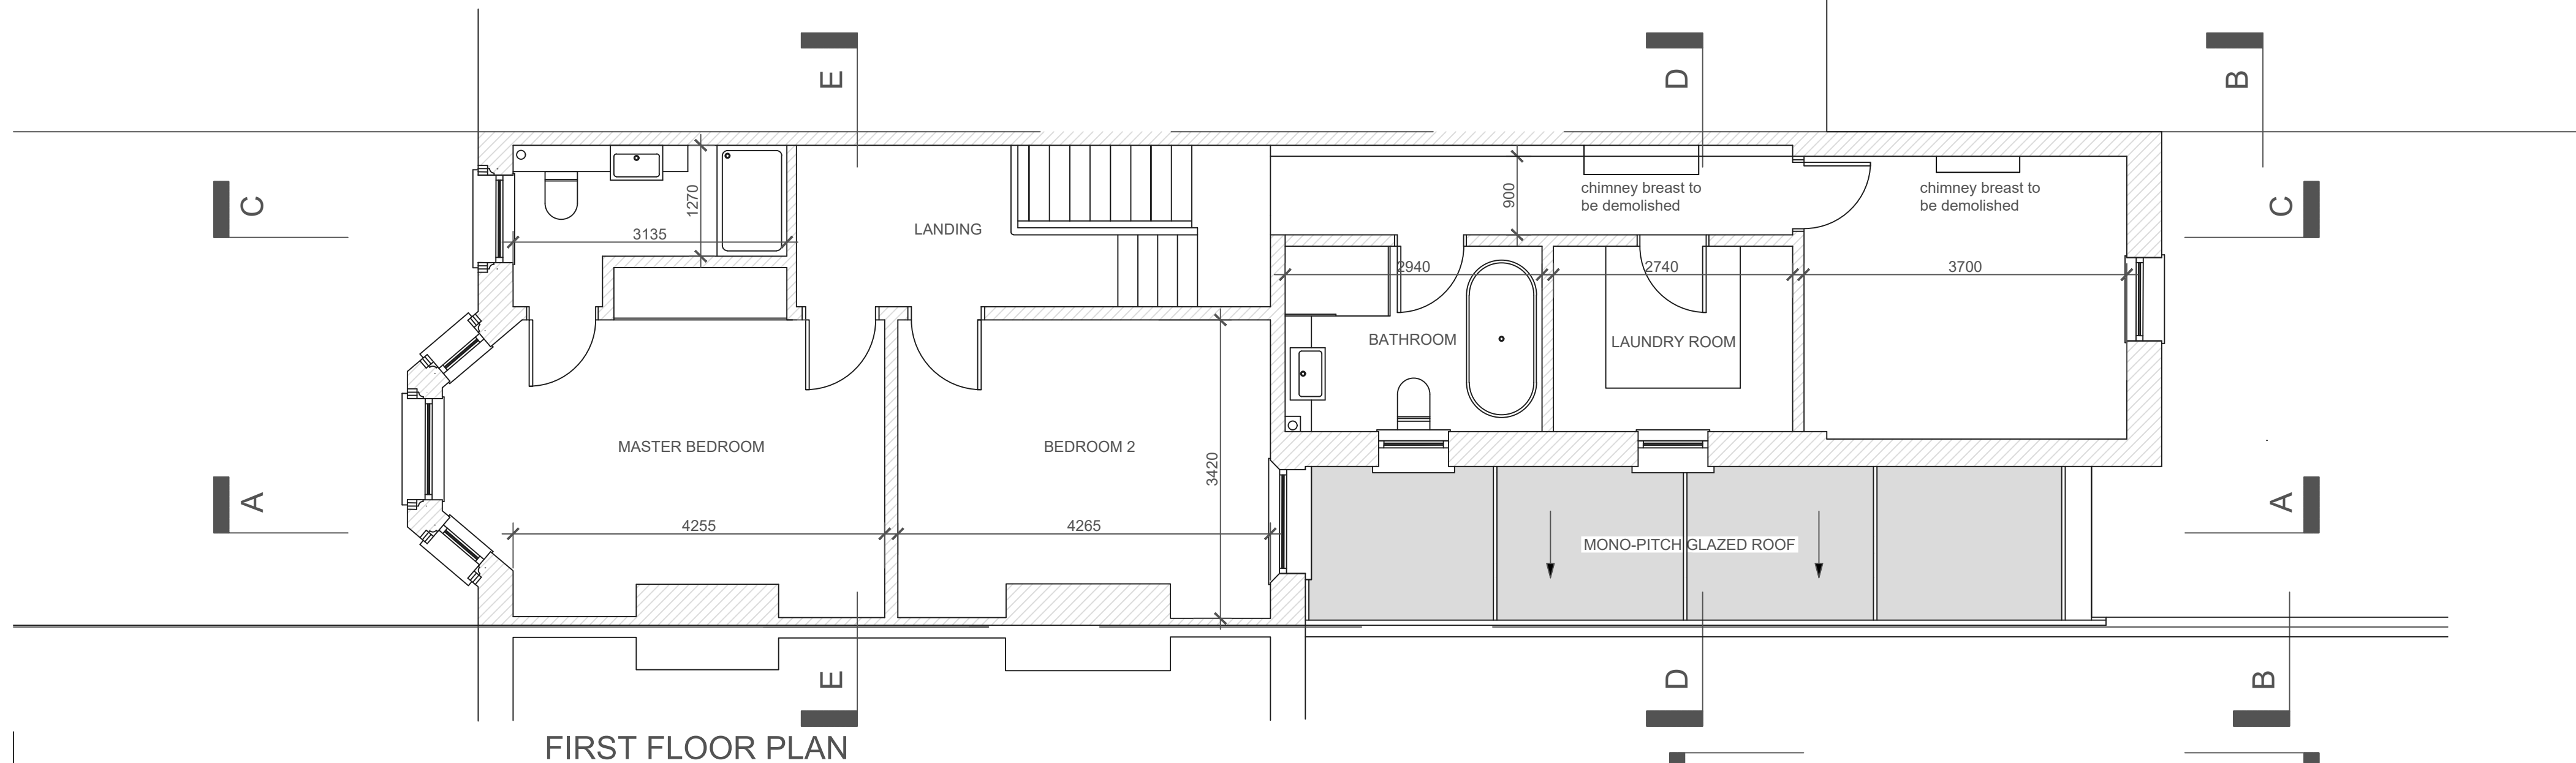 E
D
B
C
C
1270
3135
LANDING
900
chimney breast to
be demolished
chimney breast to
be demolished
2940
2740
3700
BATHROOM
LAUNDRY ROOM
MASTER BEDROOM
BEDROOM 2
3420
A
A
4255
4265
MONO-PITCH GLAZED ROOF
E
D
B
FIRST FLOOR PLAN